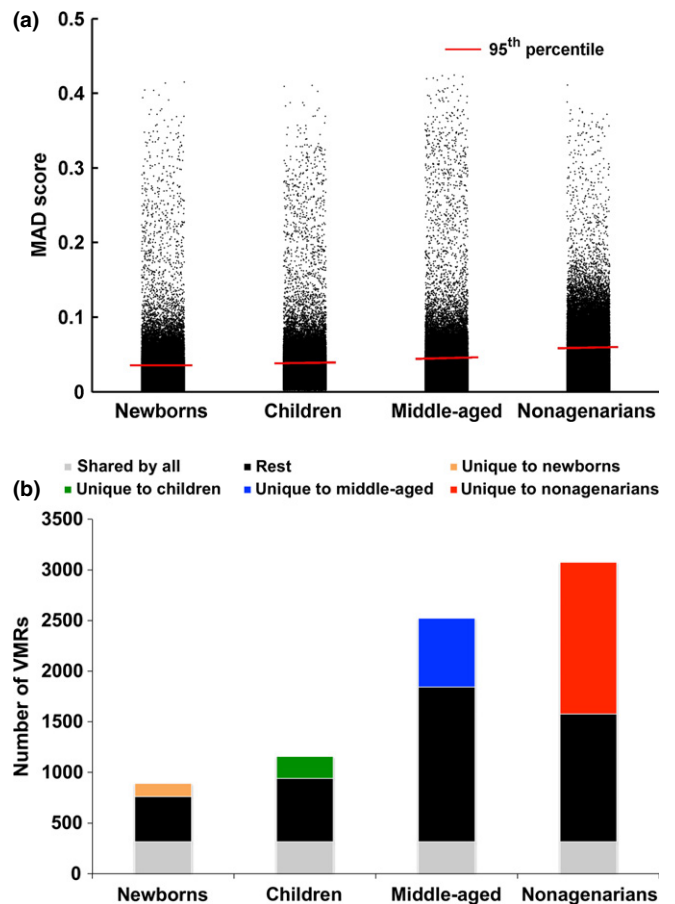 (a)
0.5
0.4
0.3
0.2
0.1
0
MAD score
95th percentile
Newborns Children Middle-aged Nonagenarians
Shared by all Rest Unique to newborns
(b) Unique to children Unique to middle-aged Unique to nonagenarians
3500
3000
2500
2000
1500
1000
500
0
Number of VMRs
Newborns Children Middle-aged Nonagenarians